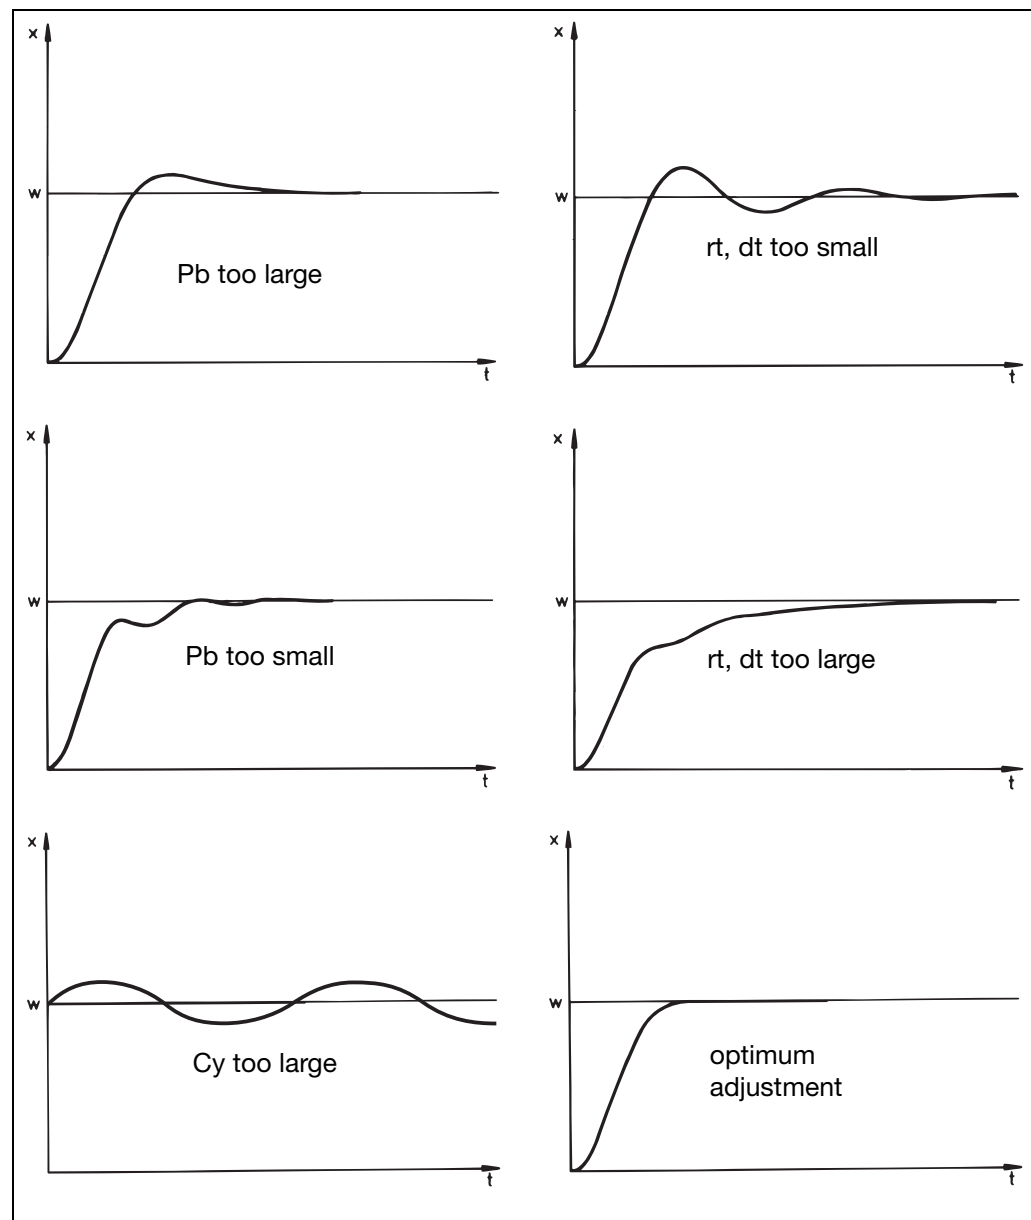 x
w
Pb too large
t
x
w
rt, dt too small
t
x
w
Pb too small
t
x
w
rt, dt too large
t
x
w
Cy too large
t
x
w
optimum
adjustment
t